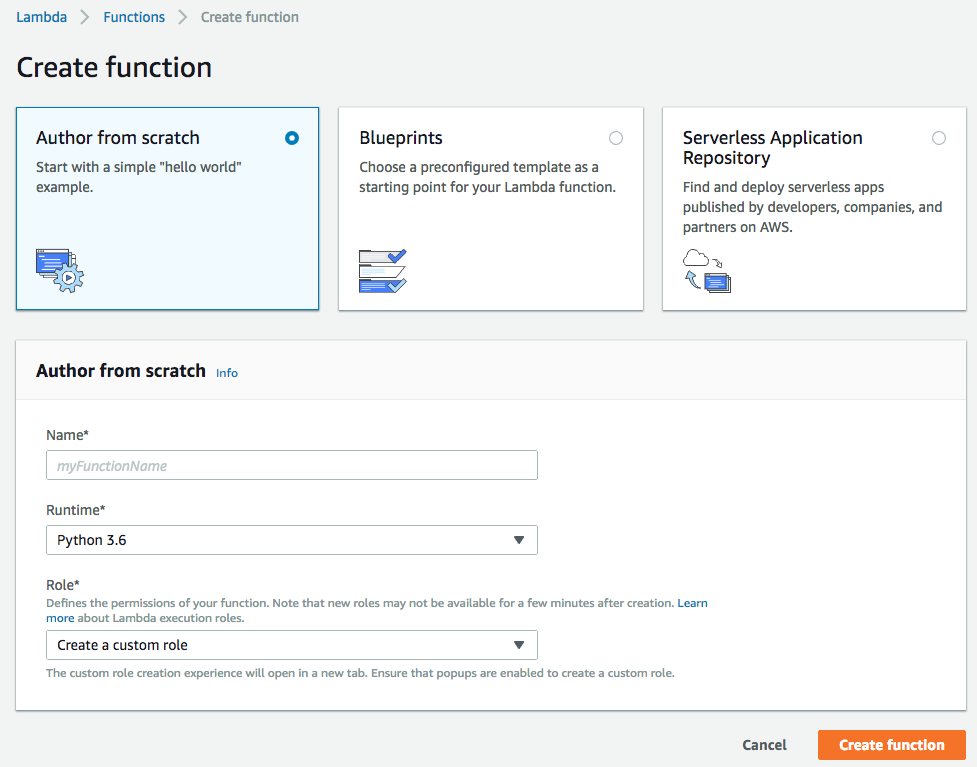 Lambda > Functions > Create function
Create function
Author from scratch
Start with a simple "hello world"
example.
Blueprints
Choose a preconfigured template as a
starting point for your Lambda function.
Serverless Application
Repository
Find and deploy serverless apps
published by developers, companies, and
partners on AWS.
Author from scratch Info
Name*
myFunctionName
Runtime*
Python 3.6
Role*
Defines the permissions of your function. Note that new roles may not be available for a few minutes after creation. Learn
more about Lambda execution roles.
Create a custom role
The custom role creation experience will open in a new tab. Ensure that popups are enabled to create a custom role.
Cancel
Create function